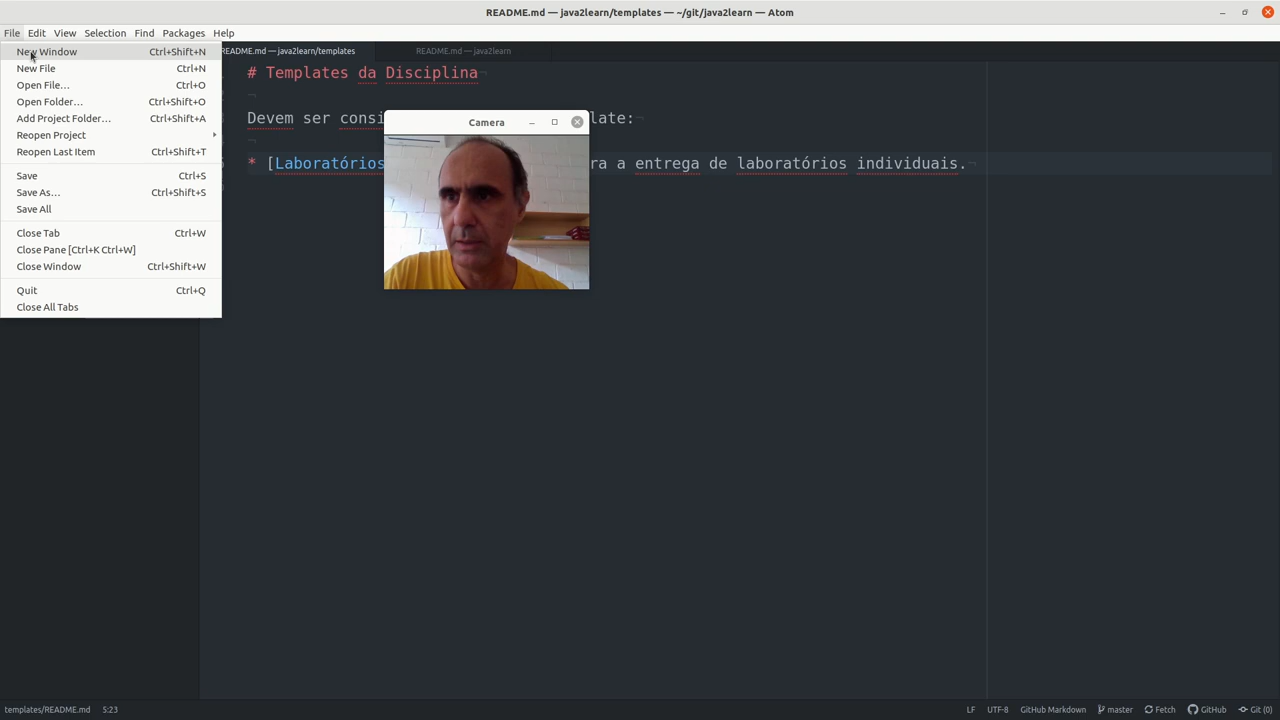 README.md — java2learn/templates — ~/git/java2learn — Atom
File Edit View Selection Find Packages Help
README.md — java2learn/templates
README.md — java2learn
New Window Ctrl+Shift+N
New File Ctrl+N
Open File… Ctrl+O
Open Folder… Ctrl+Shift+O
Add Project Folder… Ctrl+Shift+A
Reopen Project
Reopen Last Item Ctrl+Shift+T
Save Ctrl+S
Save As… Ctrl+Shift+S
Save All
Close Tab Ctrl+W
Close Pane [Ctrl+K Ctrl+W]
Close Window Ctrl+Shift+W
Quit Ctrl+Q
Close All Tabs
# Templates da Disciplina
Devem ser consi
late:
* [Laboratórios
ra a entrega de laboratórios individuais.
Camera
templates/README.md 5:23
LF UTF-8 GitHub Markdown master Fetch GitHub Git (0)